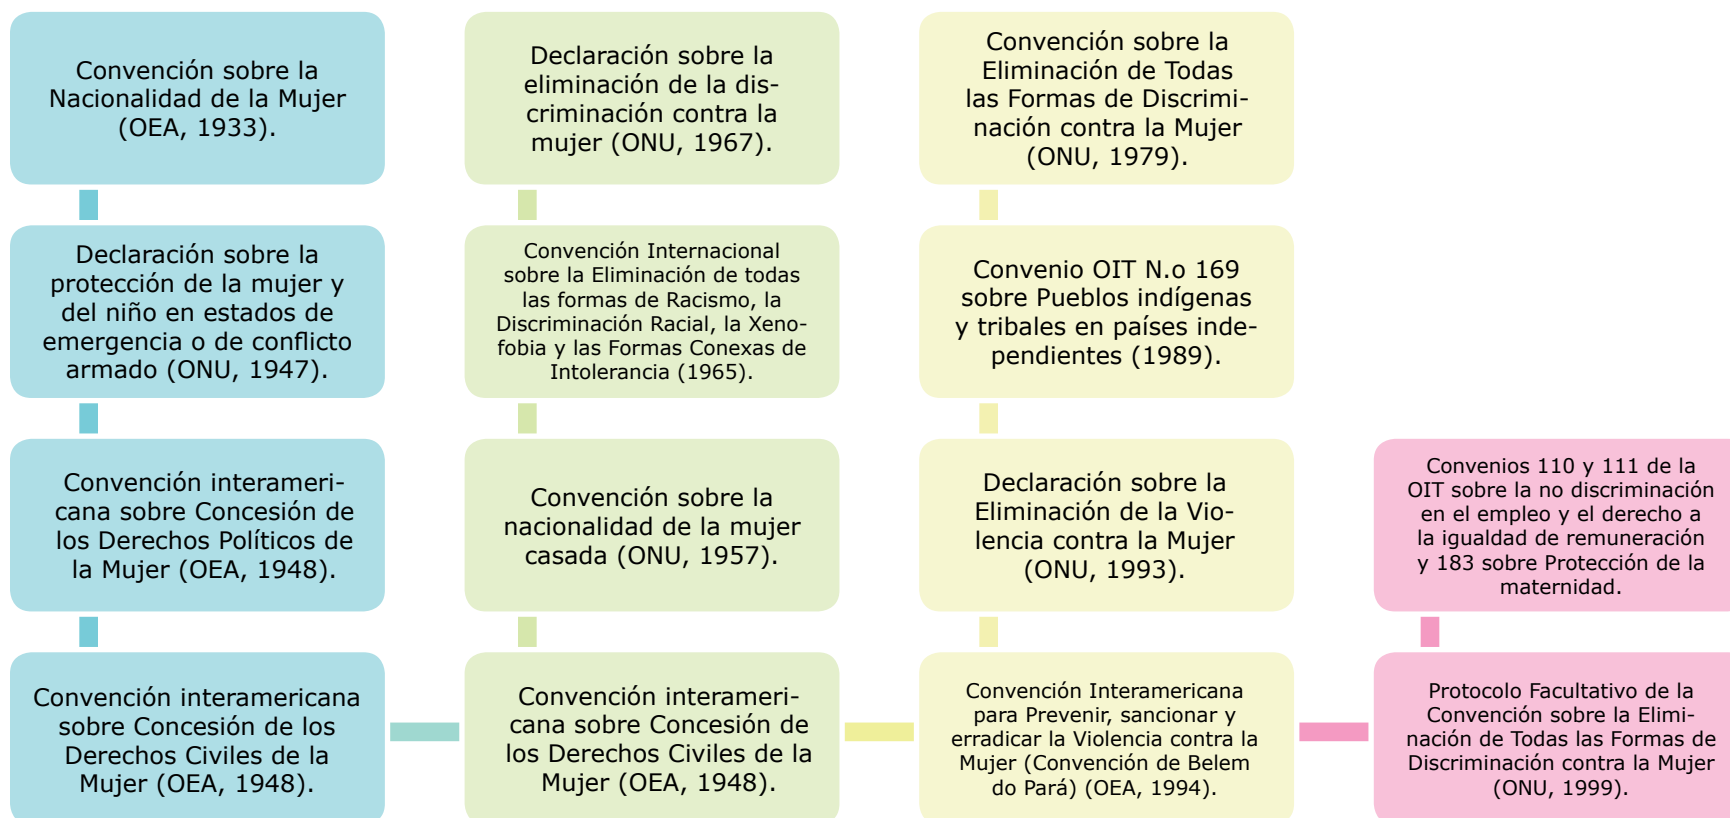 Convención sobre la
Nacionalidad de la Mujer
(OEA, 1933).
Declaración sobre la
protección de la mujer y
del niño en estados de
emergencia o de conflicto
armado (ONU, 1947).
Convención interameri-
cana sobre Concesión de
los Derechos Políticos de
la Mujer (OEA, 1948).
Convención interamericana
sobre Concesión de los
Derechos Civiles de la
Mujer (OEA, 1948).
Declaración sobre la
eliminación de la dis-
criminación contra la
mujer (ONU, 1967).
Convención Internacional
sobre la Eliminación de todas
las formas de Racismo, la
Discriminación Racial, la Xeno-
fobia y las Formas Conexas de
Intolerancia (1965).
Convención sobre la
nacionalidad de la mujer
casada (ONU, 1957).
Convención interameri-
cana sobre Concesión de
los Derechos Civiles de la
Mujer (OEA, 1948).
Convención sobre la
Eliminación de Todas
las Formas de Discrimi-
nación contra la Mujer
(ONU, 1979).
Convenio OIT N.o 169
sobre Pueblos indígenas
y tribales en países inde-
pendientes (1989).
Declaración sobre la
Eliminación de la Vio-
lencia contra la Mujer
(ONU, 1993).
Convención Interamericana
para Prevenir, sancionar y
erradicar la Violencia contra la
Mujer (Convención de Belem
do Pará) (OEA, 1994).
Convenios 110 y 111 de la
OIT sobre la no discriminación
en el empleo y el derecho a
la igualdad de remuneración
y 183 sobre Protección de la
maternidad.
Protocolo Facultativo de la
Convención sobre la Elimi-
nación de Todas las Formas de
Discriminación contra la Mujer
(ONU, 1999).